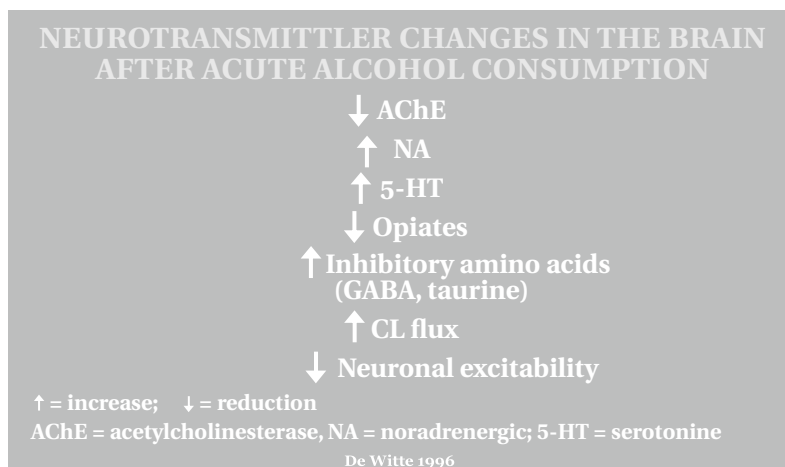 NEUROTRANSMITTLER CHANGES IN THE BRAIN
AFTER ACUTE ALCOHOL CONSUMPTION
↓ AChE
↑ NA
↑ 5-HT
↓ Opiates
↑ Inhibitory amino acids
(GABA, taurine)
↑ CL flux
↓ Neuronal excitability
↑ = increase; ↓ = reduction
AChE = acetylcholinesterase, NA = noradrenergic; 5-HT = serotonine
De Witte 1996